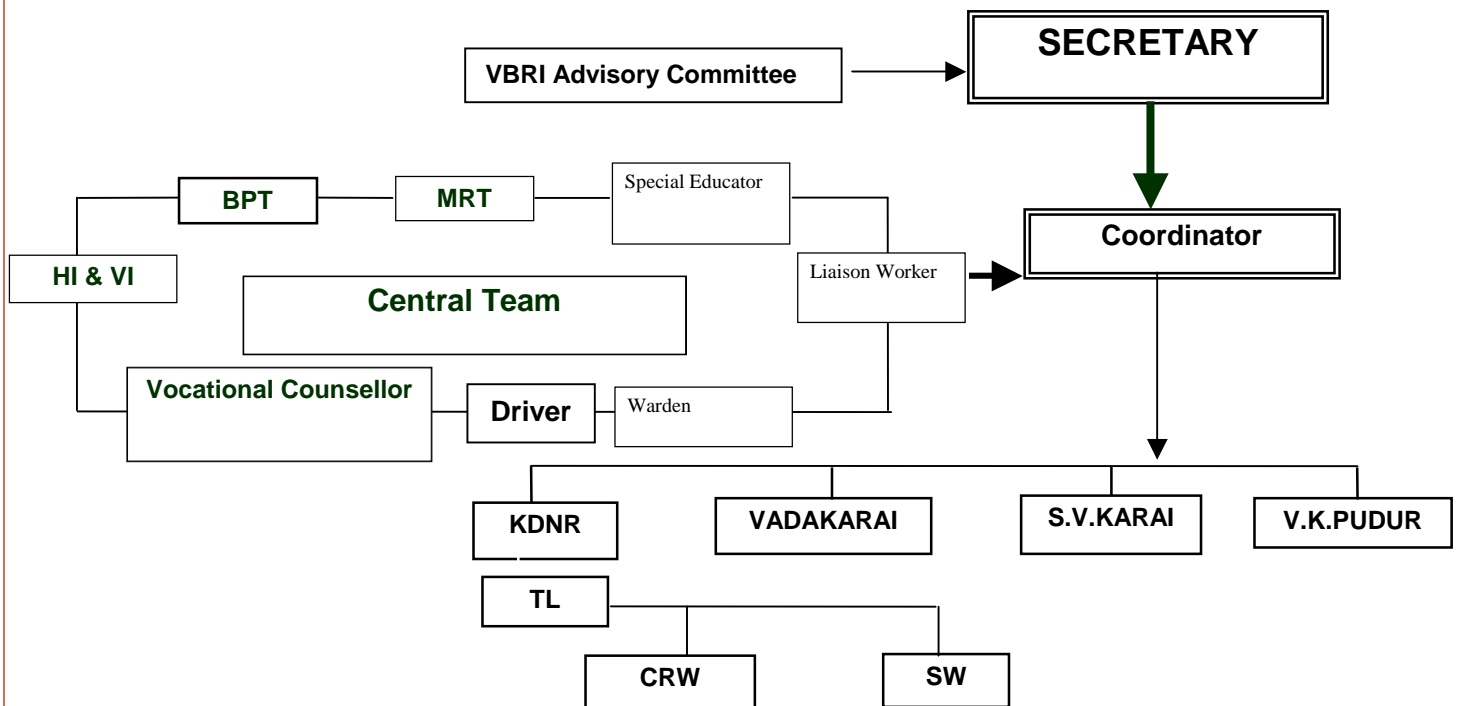 SECRETARY
VBRI Advisory Committee
BPT
MRT
Special Educator
Coordinator
HI & VI
Liaison Worker
Central Team
Vocational Counsellor
Driver
Warden
KDNR
VADAKARAI
S.V.KARAI
V.K.PUDUR
TL
CRW
SW